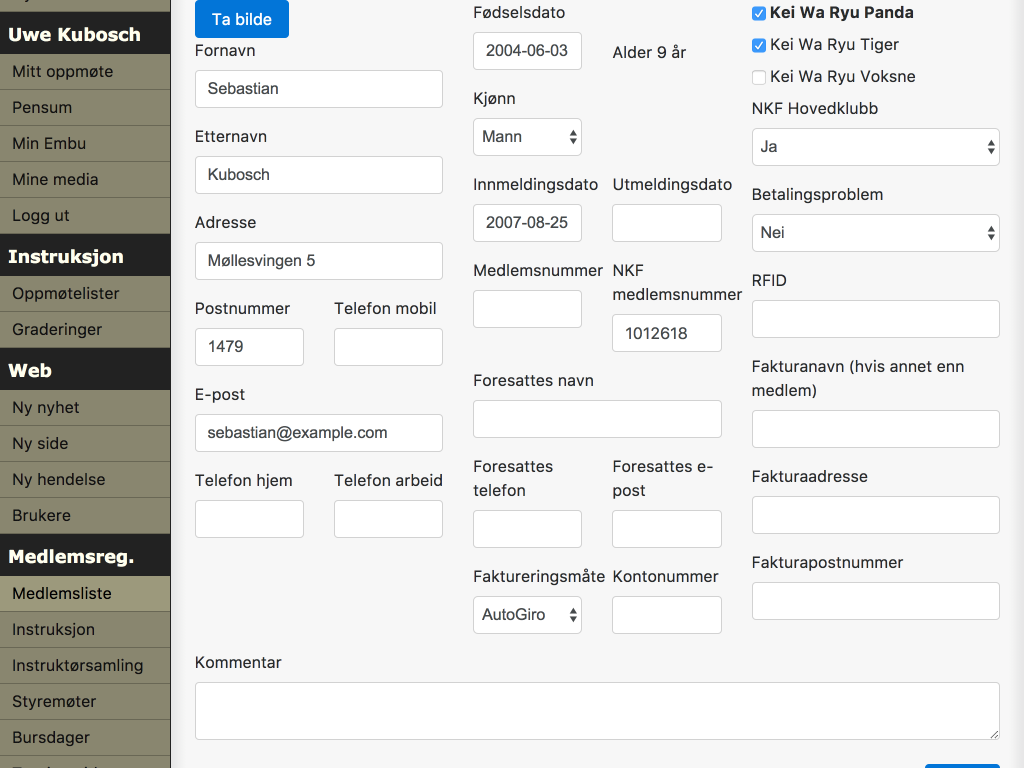 Uwe Kubosch
Mitt oppmøte
Pensum
Min Embu
Mine media
Logg ut
Instruksjon
Oppmøtelister
Graderinger
Web
Ny nyhet
Ny side
Ny hendelse
Brukere
Medlemsreg.
Medlemsliste
Instruksjon
Instruktørsamling
Styremøter
Bursdager
Ta bilde
Fornavn
Sebastian
Etternavn
Kubosch
Adresse
Møllesvingen 5
Postnummer Telefon mobil
1479
E-post
sebastian@example.com
Telefon hjem Telefon arbeid
Fødselsdato
2004-06-03 Alder 9 år
Kjønn
Mann
Innmeldingsdato Utmeldingsdato
2007-08-25
Medlemsnummer NKF
medlemsnummer
1012618
Foresattes navn
Foresattes
telefon
Foresattes e-
post
Faktureringsmåte Kontonummer
AutoGiro
Kei Wa Ryu Panda
Kei Wa Ryu Tiger
Kei Wa Ryu Voksne
NKF Hovedklubb
Ja
Betalingsproblem
Nei
RFID
Fakturanavn (hvis annet enn
medlem)
Fakturaadresse
Fakturapostnummer
Kommentar